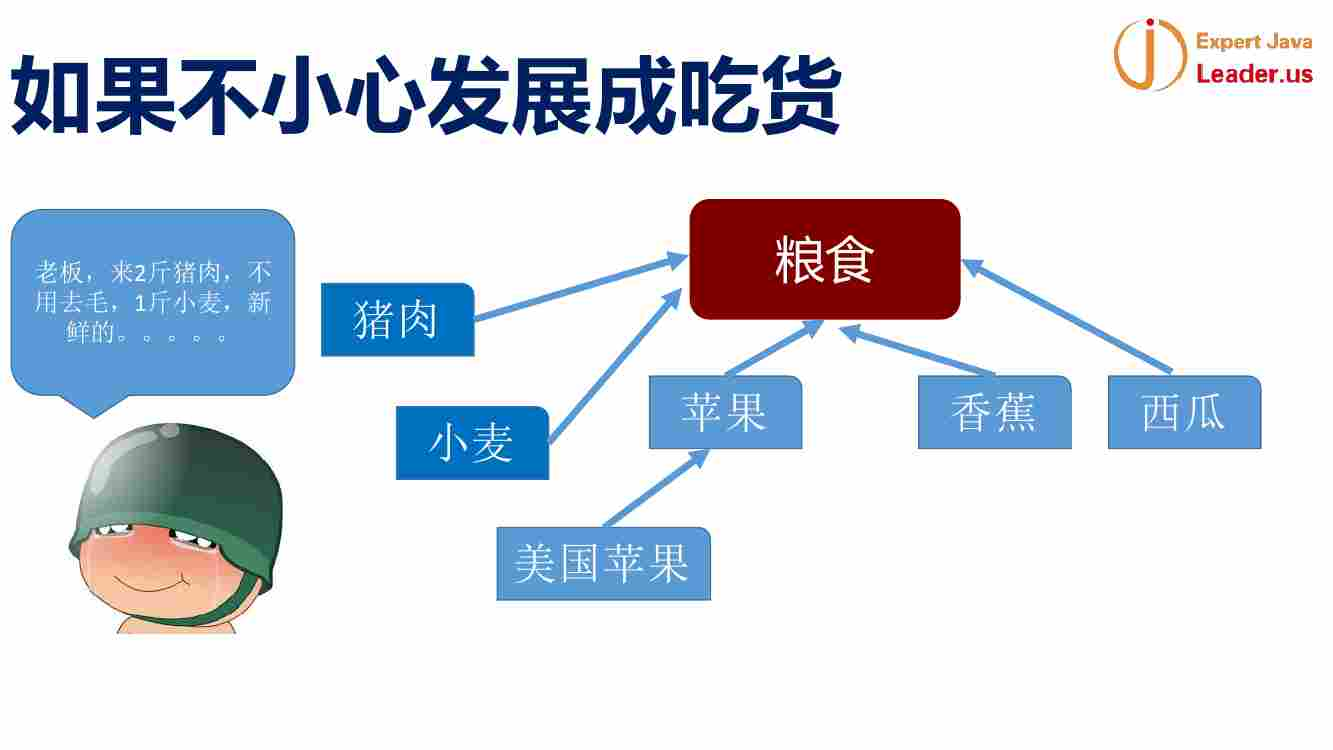 如果不小心发展成吃货
Expert Java
Leader.us
老板，来2斤猪肉，不
用去毛，1斤小麦，新
鲜的。。。。。
粮食
猪肉
小麦
苹果
香蕉
西瓜
美国苹果